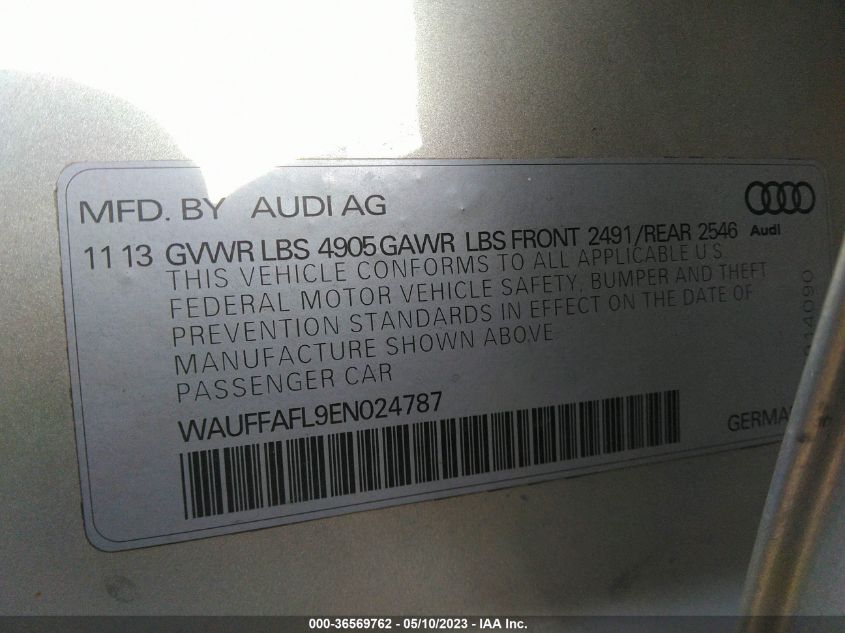 MFD. BY AUDI AG
Audi
11 13 GVWR LBS 4905 GAWR LBS FRONT 2491/REAR 2546
THIS VEHICLE CONFORMS TO ALL APPLICABLE U.S.
FEDERAL MOTOR VEHICLE SAFETY, BUMPER AND THEFT
PREVENTION STANDARDS IN EFFECT ON THE DATE OF
MANUFACTURE SHOWN ABOVE
PASSENGER CAR
WAUFFAFL9EN024787
000-36569762 - 05/10/2023 - IAA Inc.